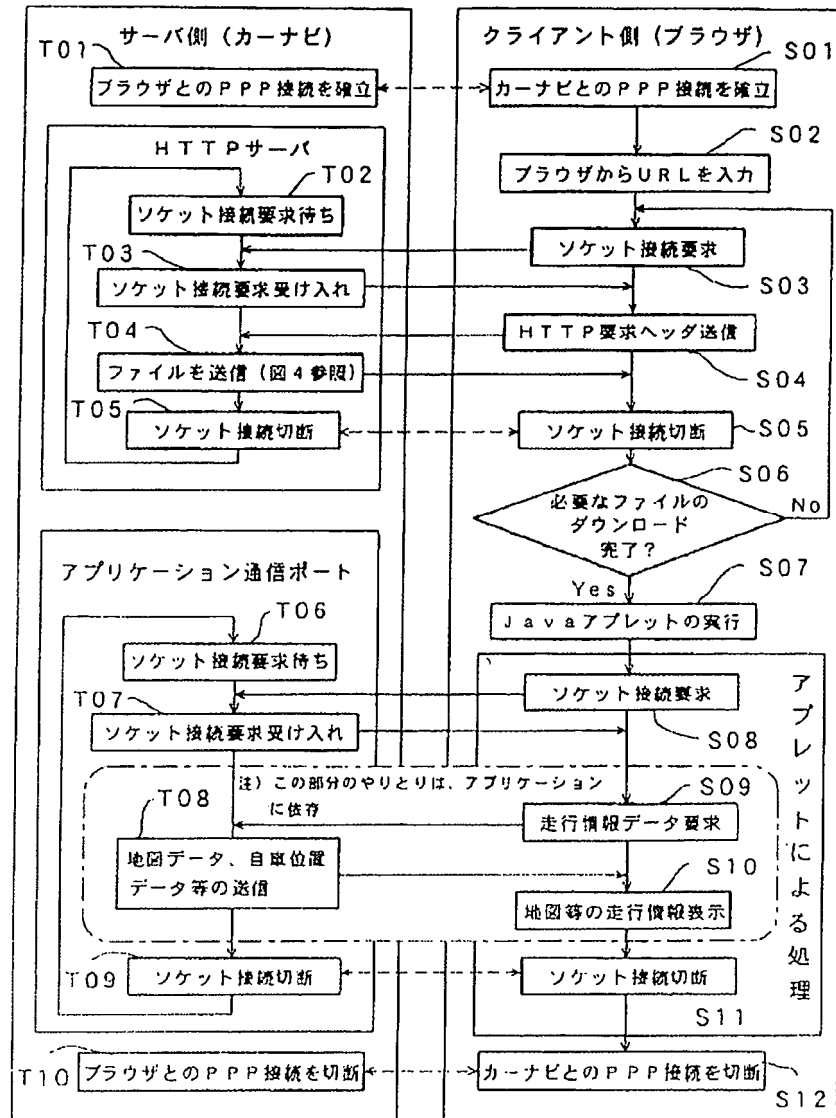 サーバ側(カーナビ)
T01
ブラウザとのPPP接続を確立
HTTPサーバ
T02
ソケット接続要求待ち
T03
ソケット接続要求受け入れ
T04
ファイルを送信(図4参照)
T05
ソケット接続切断
アプリケーション通信ポート
T06
ソケット接続要求待ち
T07
ソケット接続要求受け入れ
注)この部分のやりとりは、アプリケーション
に依存
T08
地図データ、自車位置
データ等の送信
T09
ソケット接続切断
T10
ブラウザとのPPP接続を切断
クライアント側(ブラウザ)
S01
カーナビとのPPP接続を確立
S02
ブラウザからURLを入力
ソケット接続要求
S03
HTTP要求ヘッダ送信
S04
ソケット接続切断
S05
S06
必要なファイルの
ダウンロード
完了?
No
Yes
S07
Javaアプレットの実行
アプレットによる処理
ソケット接続要求
S08
S09
走行情報データ要求
S10
地図等の走行情報表示
ソケット接続切断
S11
カーナビとのPPP接続を切断
S12